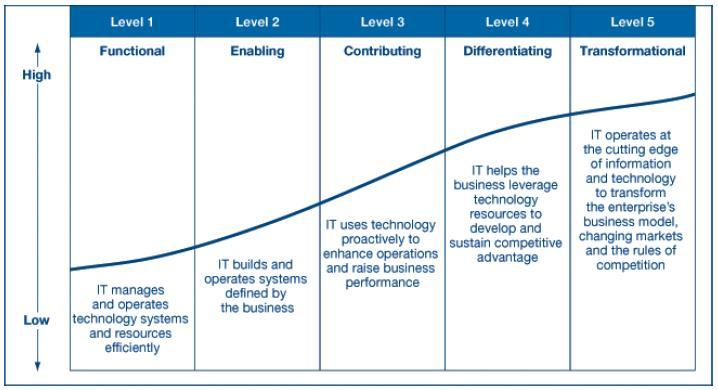 Level 1
Level 2
Level 3
Level 4
Level 5
Functional
Enabling
Contributing
Differentiating
Transformational
High
Low
IT manages
and operates
technology systems
and resources
efficiently
IT builds and
operates systems
defined by
the business
IT uses technology
proactively to
enhance operations
and raise business
performance
IT helps the
business leverage
technology
resources to
develop and
sustain competitive
advantage
IT operates at
the cutting edge
of information
and technology
to transform
the enterprise's
business model,
changing markets
and the rules of
competition